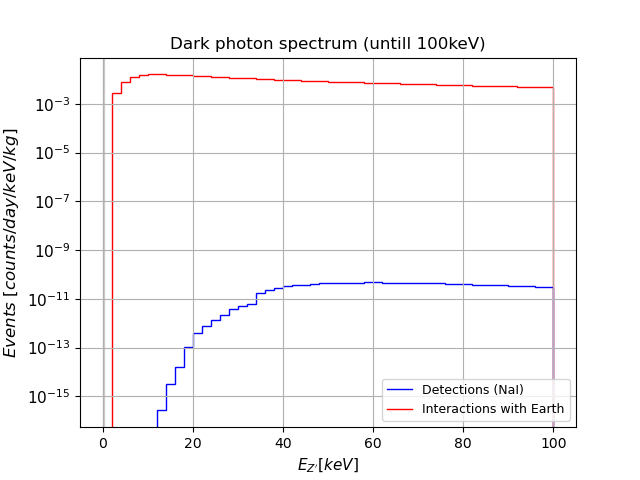 Dark photon spectrum (untill 100keV)
Events [counts/day/keV/kg]
10⁻³
10⁻⁵
10⁻⁷
10⁻⁹
10⁻¹¹
10⁻¹³
10⁻¹⁵
Detections (NaI)
Interactions with Earth
0 20 40 60 80 100
E_Z′[keV]